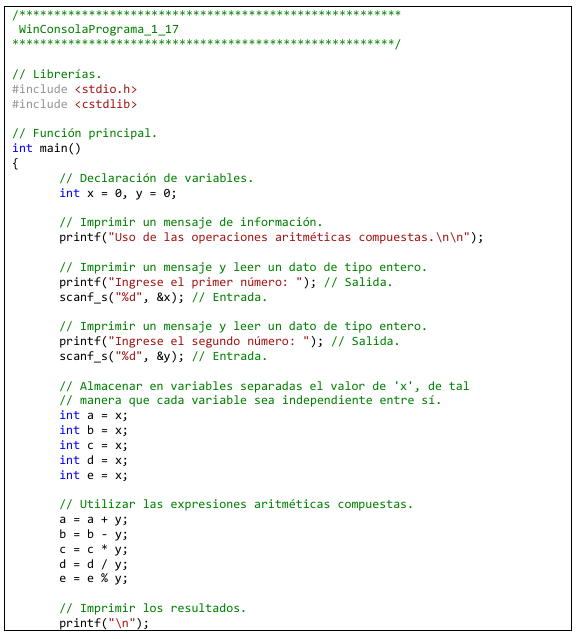 /****************************************************
WinConsolaPrograma_1_17
****************************************************/
// Librerías.
#include <stdio.h>
#include <cstdlib>
// Función principal.
int main()
{
// Declaración de variables.
int x = 0, y = 0;
// Imprimir un mensaje de información.
printf("Uso de las operaciones aritméticas compuestas.\n\n");
// Imprimir un mensaje y leer un dato de tipo entero.
printf("Ingrese el primer número: "); // Salida.
scanf_s("%d", &x); // Entrada.
// Imprimir un mensaje y leer un dato de tipo entero.
printf("Ingrese el segundo número: "); // Salida.
scanf_s("%d", &y); // Entrada.
// Almacenar en variables separadas el valor de 'x', de tal
// manera que cada variable sea independiente entre sí.
int a = x;
int b = x;
int c = x;
int d = x;
int e = x;
// Utilizar las expresiones aritméticas compuestas.
a = a + y;
b = b - y;
c = c * y;
d = d / y;
e = e % y;
// Imprimir los resultados.
printf("\n");